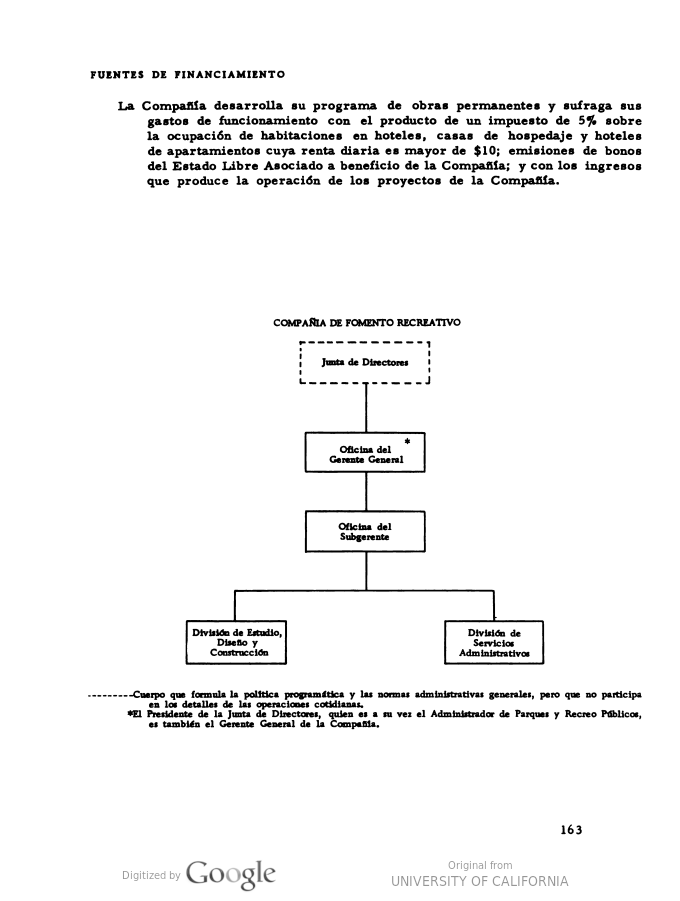 FUENTES DE FINANCIAMIENTO
La Compañía desarrolla su programa de obras permanentes y sufraga sus
gastos de funcionamiento con el producto de un impuesto de 5% sobre
la ocupación de habitaciones en hoteles, casas de hospedaje y hoteles
de apartamientos cuya renta diaria es mayor de $10; emisiones de bonos
del Estado Libre Asociado a beneficio de la Compañía; y con los ingresos
que produce la operación de los proyectos de la Compañía.
COMPAÑIA DE FOMENTO RECREATIVO
Junta de Directores
*
Oficina del
Gerente General
Oficina del
Subgerente
División de Estudio,
Diseño y
Construcción
División de
Servicios
Administrativos
---------Cuerpo que formula la política programática y las normas administrativas generales, pero que no participa
en los detalles de las operaciones cotidianas.
*El Presidente de la Junta de Directores, quien es a su vez el Administrador de Parques y Recreo Públicos,
es también el Gerente General de la Compañía.
163
Digitized by Google
Original from
UNIVERSITY OF CALIFORNIA